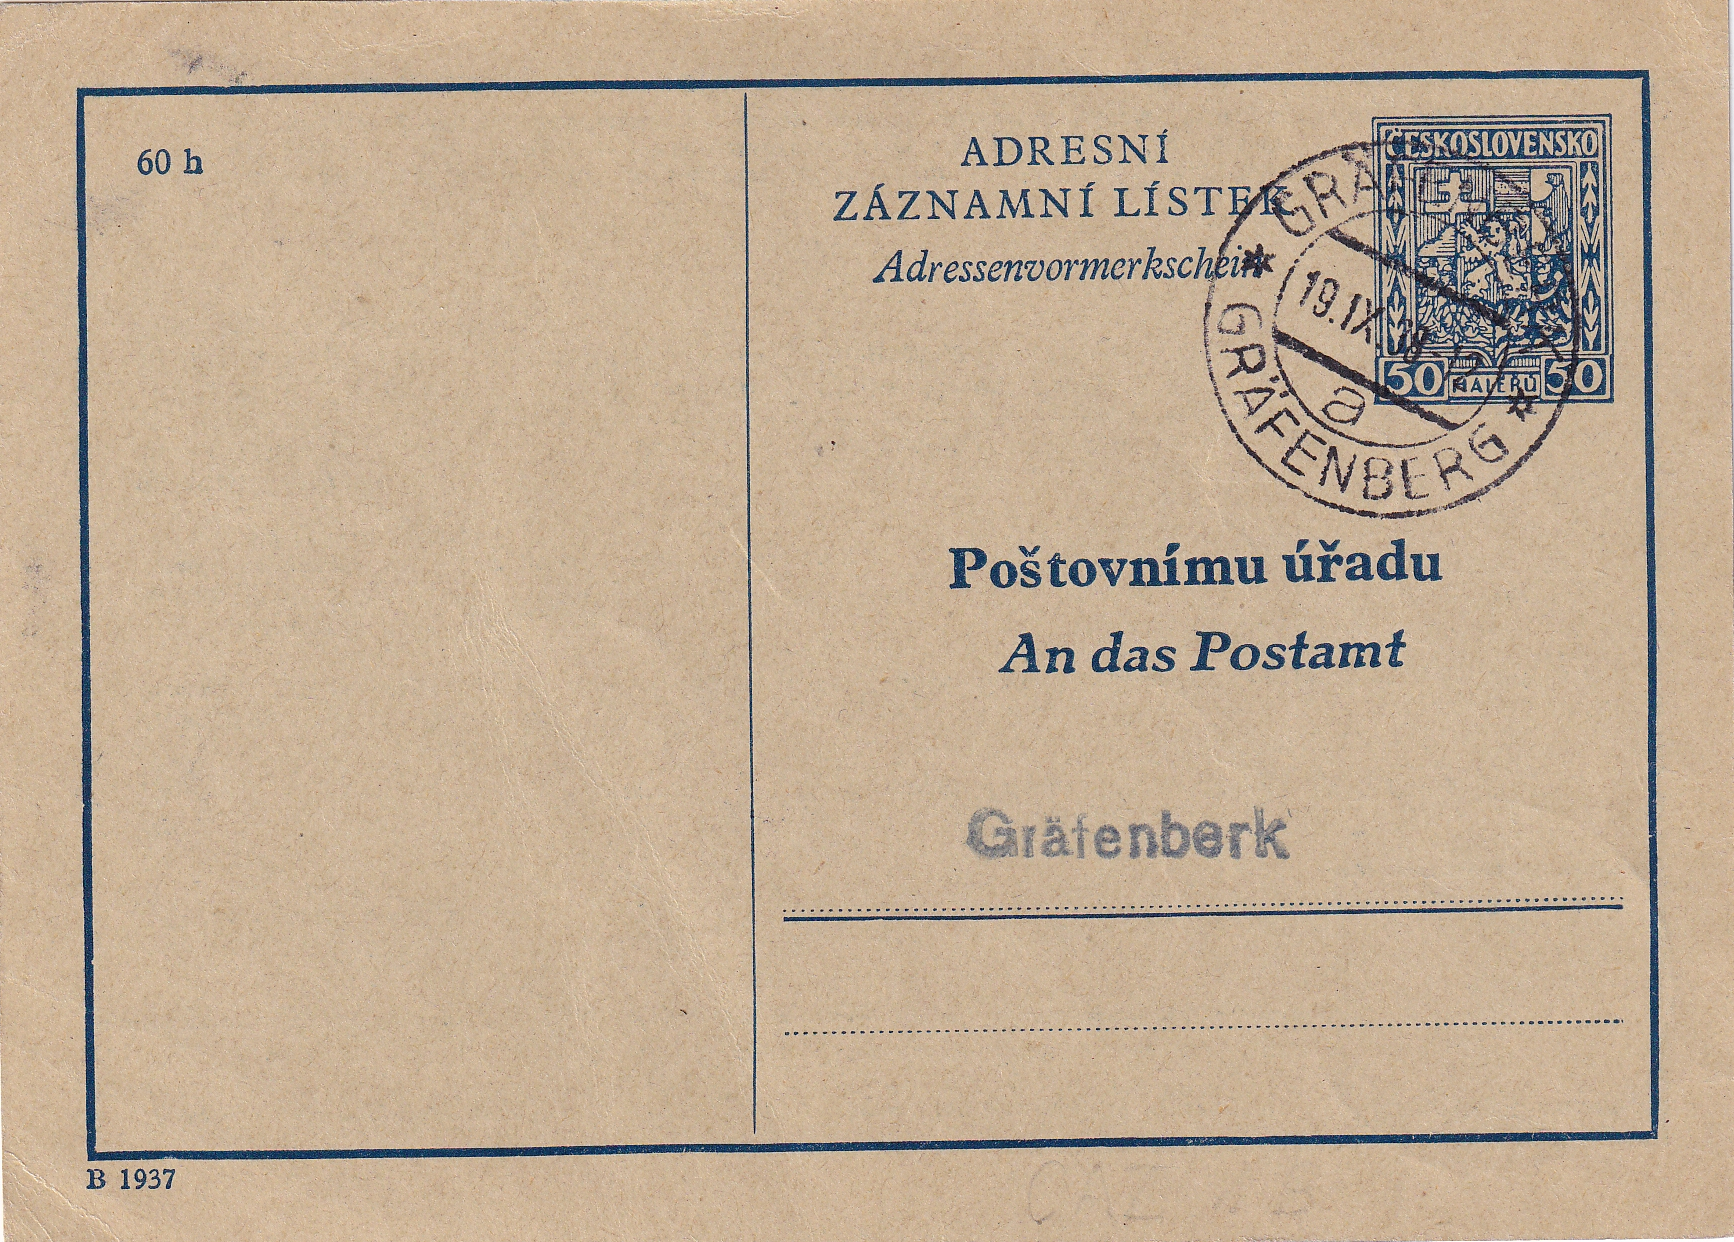 60 h
ADRESNÍ
ZÁZNAMNÍ LÍSTEK
Adressenvormerkschein
ČESKOSLOVENSKO
50 HALÉŘŮ 50
19.IX.38
a
GRÄFENBERG
Poštovnímu úřadu
An das Postamt
Gräfenberk
B 1937